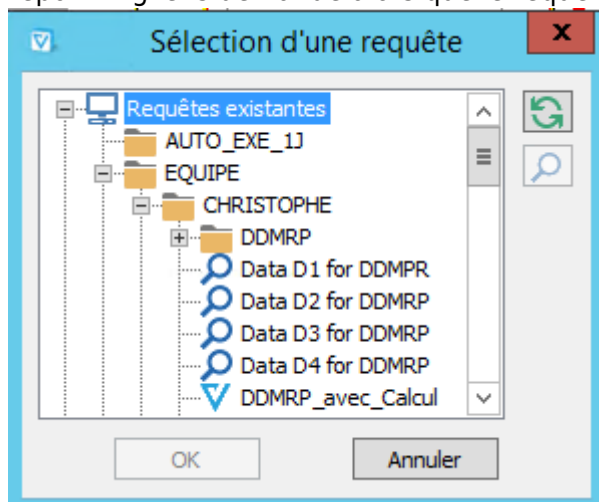 Sélection d'une requête
x
Requêtes existantes
AUTO_EXE_1J
EQUIPE
CHRISTOPHE
DDMRP
Data D1 for DDMPR
Data D2 for DDMRP
Data D3 for DDMRP
Data D4 for DDMRP
DDMRP_avec_Calcul
OK Annuler